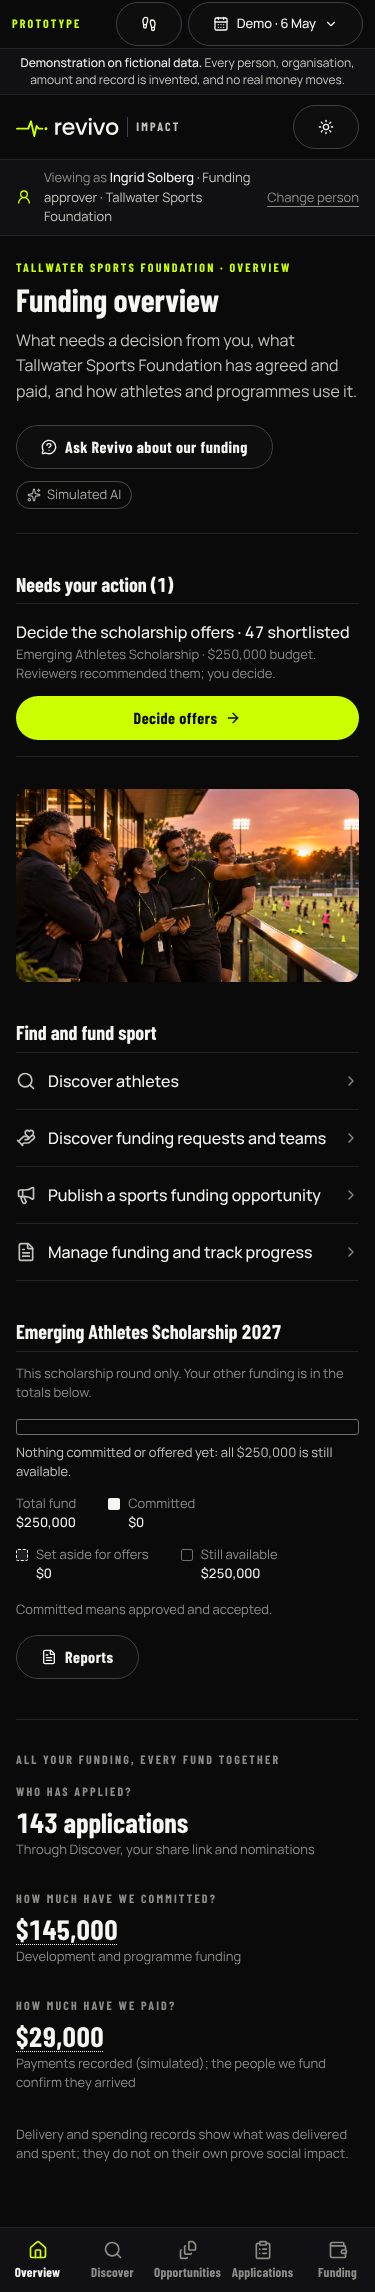 PROTOTYPE
Demo · 6 May
Demonstration on fictional data. Every person, organisation,
amount and record is invented, and no real money moves.
revivo IMPACT
Viewing as Ingrid Solberg · Funding
approver · Tallwater Sports
Foundation
Change person
TALLWATER SPORTS FOUNDATION · OVERVIEW
Funding overview
What needs a decision from you, what
Tallwater Sports Foundation has agreed and
paid, and how athletes and programmes use it.
Ask Revivo about our funding
Simulated AI
Needs your action (1)
Decide the scholarship offers · 47 shortlisted
Emerging Athletes Scholarship · $250,000 budget.
Reviewers recommended them; you decide.
Decide offers
Find and fund sport
Discover athletes
Discover funding requests and teams
Publish a sports funding opportunity
Manage funding and track progress
Emerging Athletes Scholarship 2027
This scholarship round only. Your other funding is in the
totals below.
Nothing committed or offered yet: all $250,000 is still
available.
Total fund Committed
$250,000 $0
Set aside for offers Still available
$0 $250,000
Committed means approved and accepted.
Reports
ALL YOUR FUNDING, EVERY FUND TOGETHER
WHO HAS APPLIED?
143 applications
Through Discover, your share link and nominations
HOW MUCH HAVE WE COMMITTED?
$145,000
Development and programme funding
HOW MUCH HAVE WE PAID?
$29,000
Payments recorded (simulated); the people we fund
confirm they arrived
Delivery and spending records show what was delivered
and spent; they do not on their own prove social impact.
Overview Discover Opportunities Applications Funding